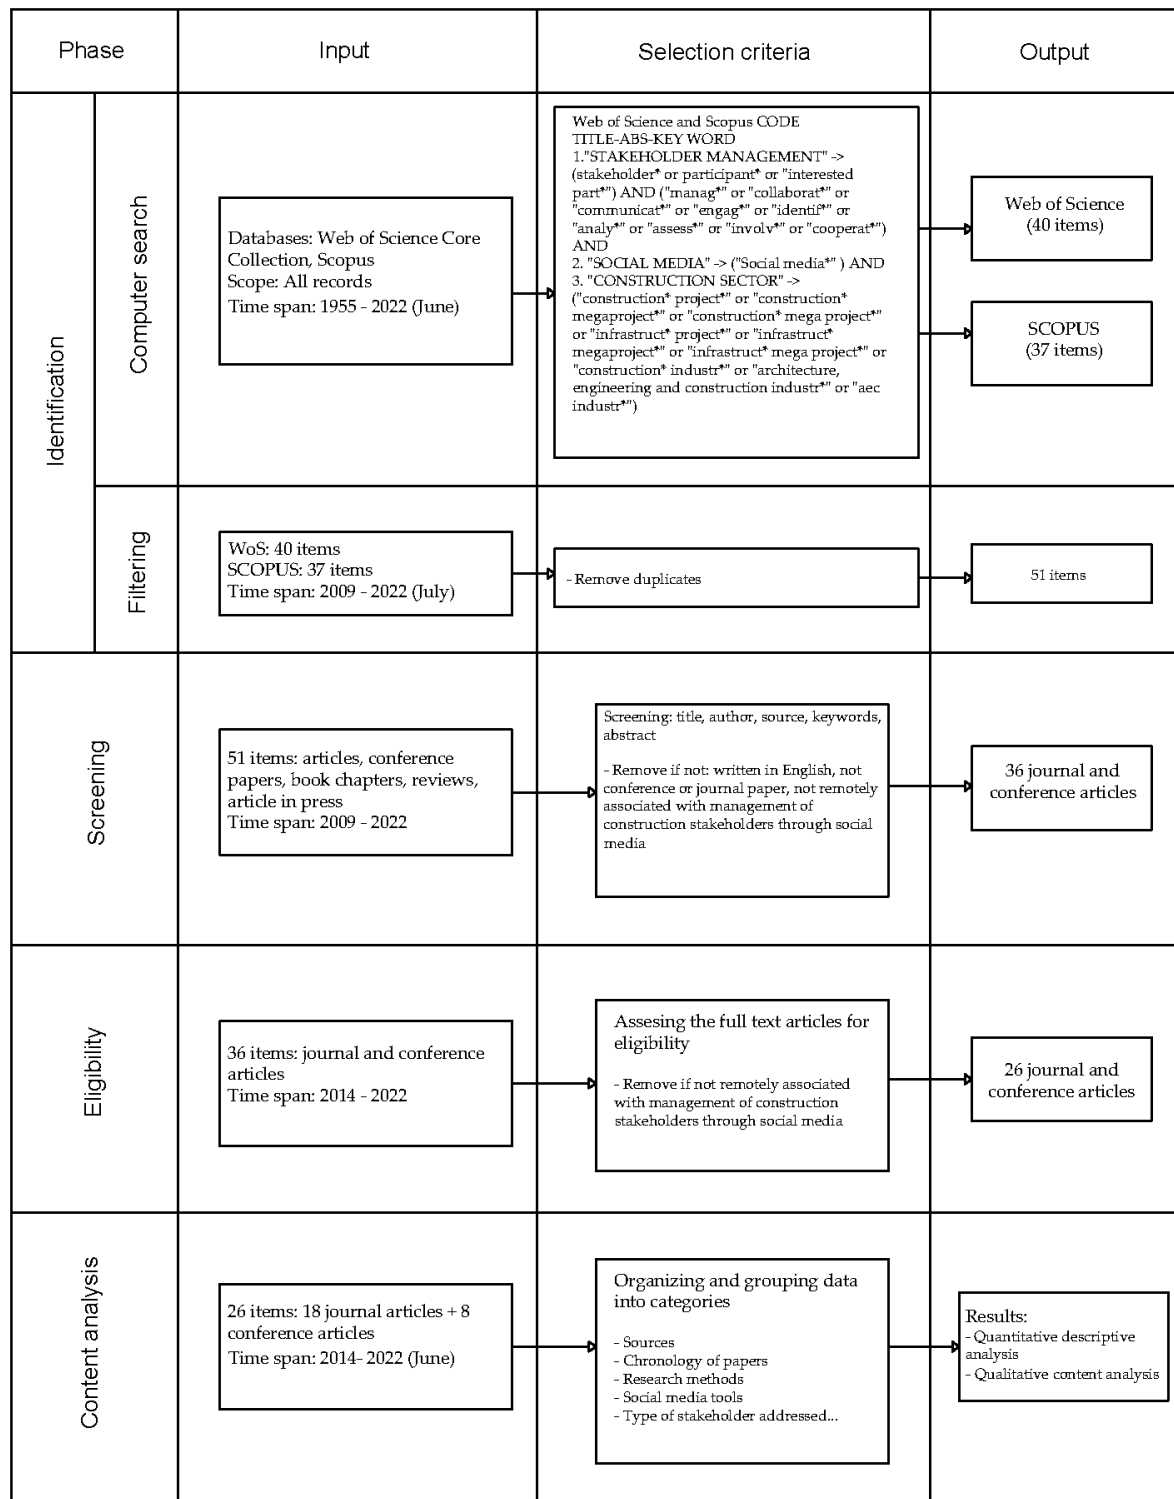 Phase
Input
Selection criteria
Output
Identification
Computer search
Databases: Web of Science Core
Collection, Scopus
Scope: All records
Time span: 1955 - 2022 (June)
Web of Science and Scopus CODE
TITLE-ABS-KEY WORD
1."STAKEHOLDER MANAGEMENT" ->
(stakeholder* or participant* or "interested
part*") AND ("manag*" or "collaborat*" or
"communicat*" or "engag*" or "identif*" or
"analy*" or "assess*" or "involv*" or "cooperat*")
AND
2. "SOCIAL MEDIA" -> ("Social media*" ) AND
3. "CONSTRUCTION SECTOR" ->
("construction* project*" or "construction*
megaproject*" or "construction* mega project*"
or "infrastruct* project*" or "infrastruct*
megaproject*" or "infrastruct* mega project*" or
"construction* industr*" or "architecture,
engineering and construction industr*" or "aec
industr*")
Web of Science
(40 items)
SCOPUS
(37 items)
Filtering
WoS: 40 items
SCOPUS: 37 items
Time span: 2009 - 2022 (July)
- Remove duplicates
51 items
Screening
51 items: articles, conference
papers, book chapters, reviews,
article in press
Time span: 2009 - 2022
Screening: title, author, source, keywords,
abstract
- Remove if not: written in English, not
conference or journal paper, not remotely
associated with management of
construction stakeholders through social
media
36 journal and
conference articles
Eligibility
36 items: journal and conference
articles
Time span: 2014 - 2022
Assesing the full text articles for
eligibility
- Remove if not remotely associated
with management of construction
stakeholders through social media
26 journal and
conference articles
Content analysis
26 items: 18 journal articles + 8
conference articles
Time span: 2014- 2022 (June)
Organizing and grouping data
into categories
- Sources
- Chronology of papers
- Research methods
- Social media tools
- Type of stakeholder addressed...
Results:
- Quantitative descriptive
analysis
- Qualitative content analysis